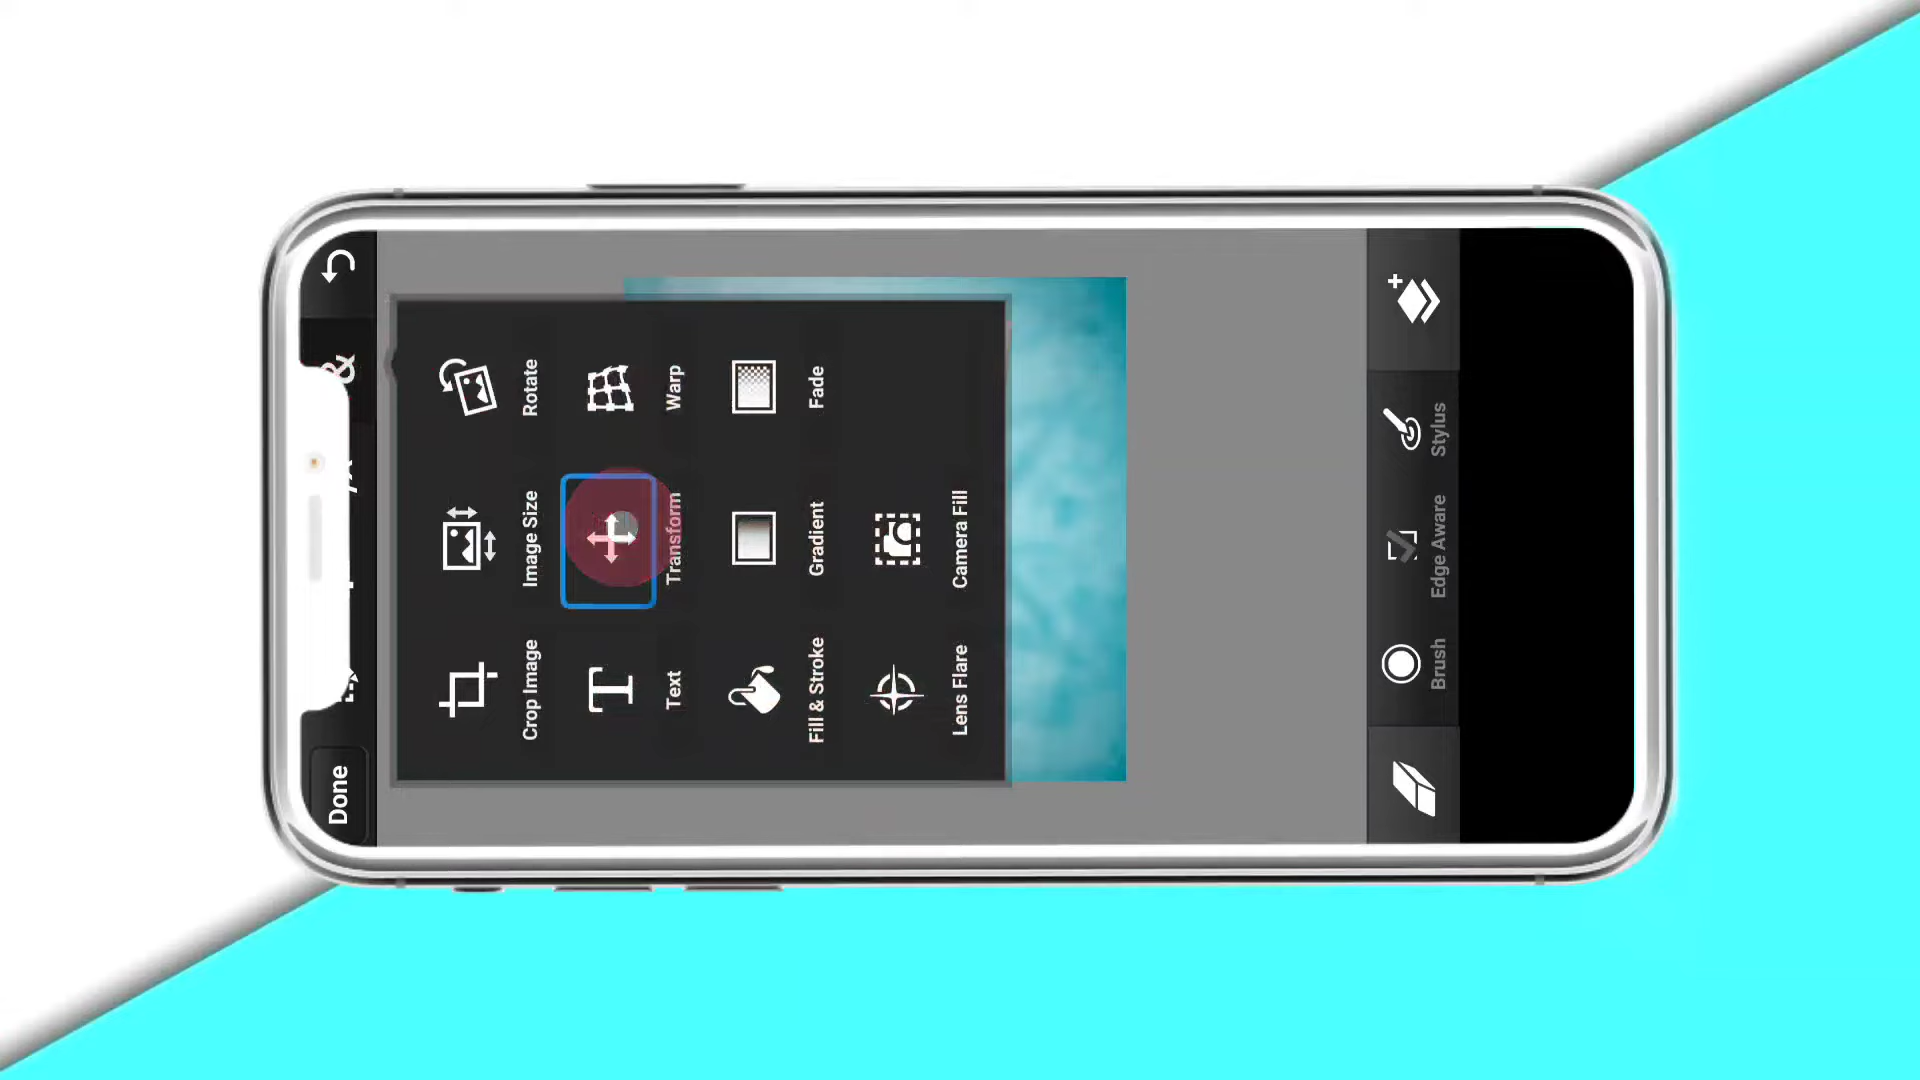 Done
&
Crop Image
Image Size
Rotate
Text
Transform
Warp
Fill & Stroke
Gradient
Fade
Lens Flare
Camera Fill
Brush
Edge Aware
Stylus